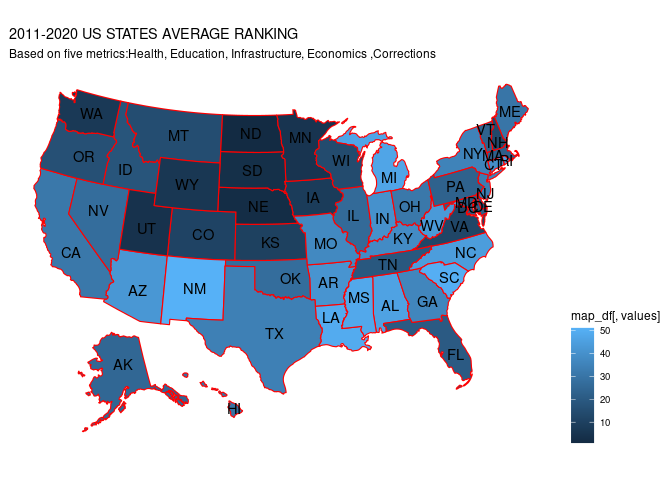 2011-2020 US STATES AVERAGE RANKING
Based on five metrics:Health, Education, Infrastructure, Economics ,Corrections
WA
MT
ND
MN
ME
OR
ID
WY
SD
WI
MI
VT
NH
NY
MA
CT
RI
NV
UT
CO
NE
IA
IL
IN
OH
PA
NJ
MD
DC
DE
CA
AZ
NM
KS
MO
KY
WV
VA
OK
AR
TN
NC
SC
TX
LA
MS
AL
GA
FL
AK
HI
map_df[, values]
50
40
30
20
10